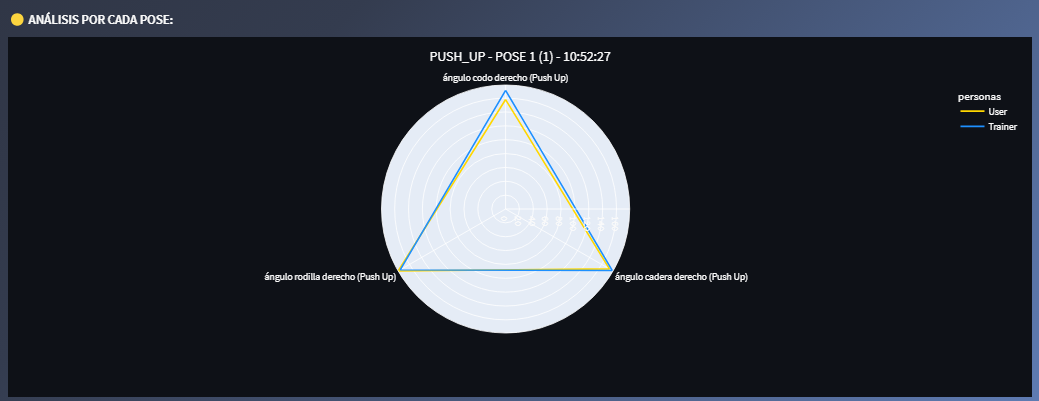 ANÁLISIS POR CADA POSE:
PUSH_UP - POSE 1 (1) - 10:52:27
ángulo codo derecho (Push Up)
personas
User
Trainer
ángulo rodilla derecho (Push Up)
ángulo cadera derecho (Push Up)